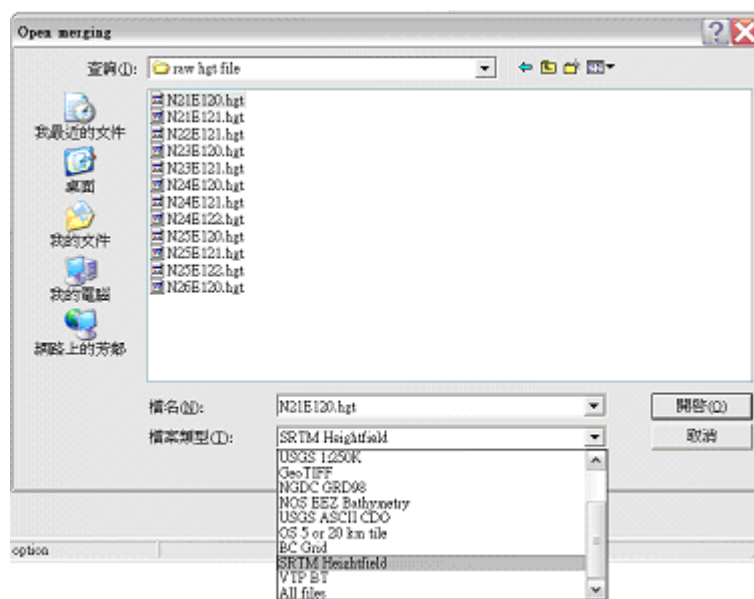 Open merging
查詢(I): raw hgt file
N21E120.hgt
N21E121.hgt
N22E121.hgt
N23E120.hgt
N23E121.hgt
N24E120.hgt
N24E121.hgt
N24E122.hgt
N25E120.hgt
N25E121.hgt
N25E122.hgt
N26E120.hgt
我最近的文件
桌面
我的文件
我的電腦
網路上的芳鄰
檔名(N): N21E120.hgt 開啓(O)
檔案類型(T): SRTM Heightfield 取消
USGS 1:250K
GeoTIFF
NGDC GRD98
NOS EEZ Bathymetry
USGS ASCII CDO
OS 5 or 20 km tile
BC Grid
SRTM Heightfield
VTP BT
All files
option